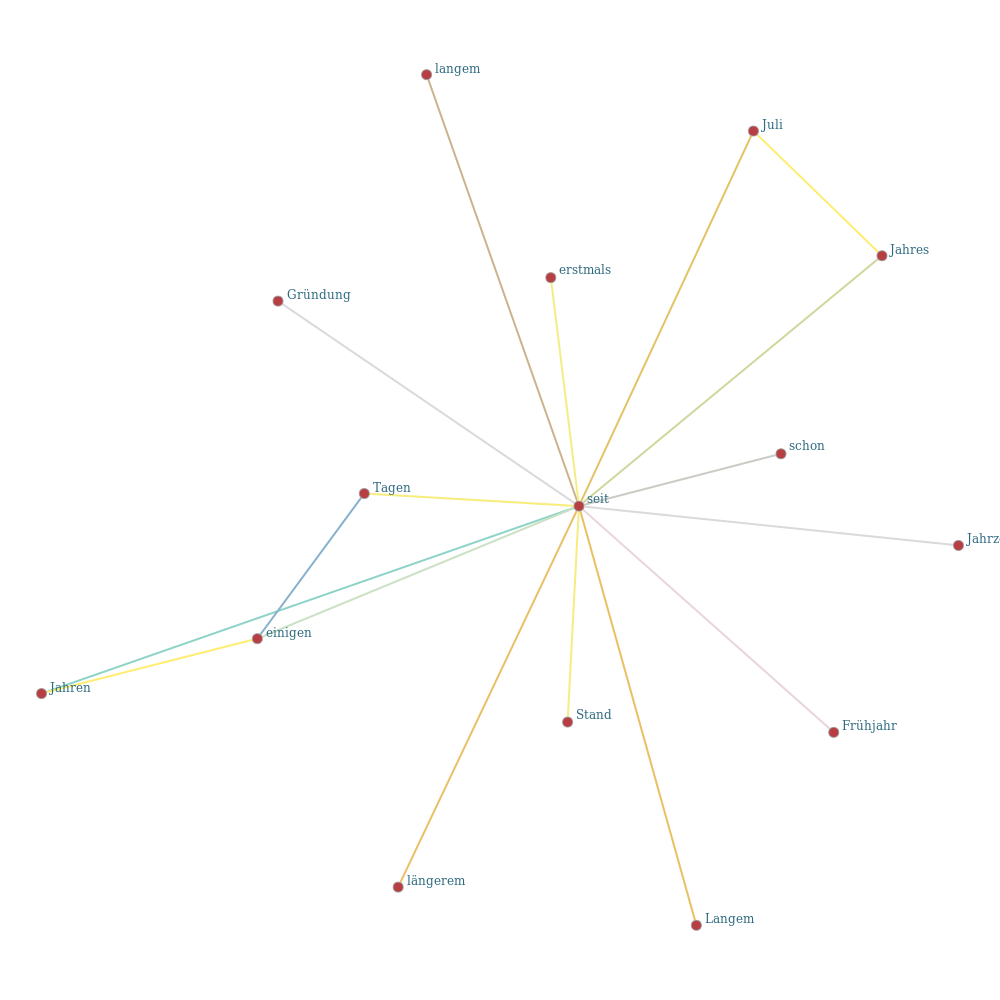 langem
Juli
Jahres
erstmals
Gründung
schon
Tagen
seit
Jahrz
einigen
Jahren
Stand
Frühjahr
längerem
Langem